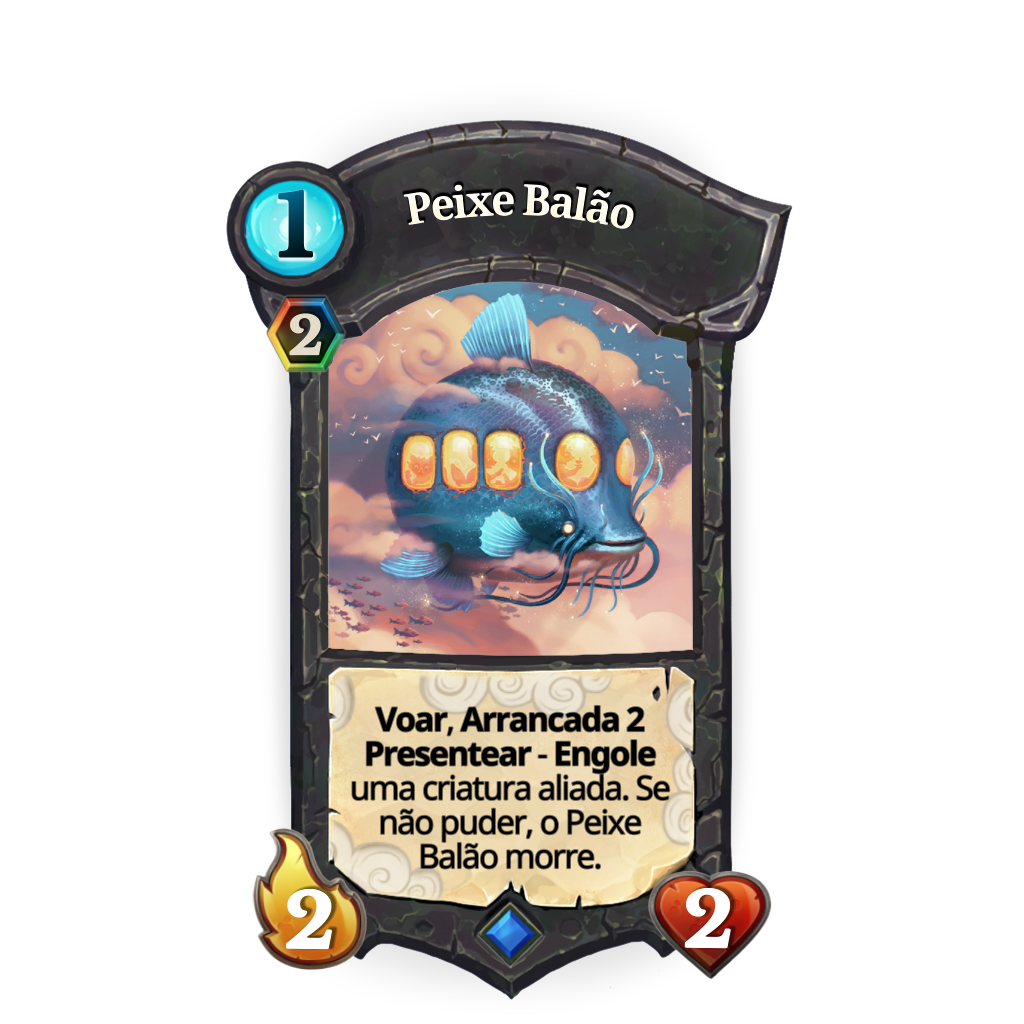 Peixe Balão
1
2
Voar, Arrancada 2
Presentear - Engole
uma criatura aliada. Se
não puder, o Peixe
Balão morre.
2
2